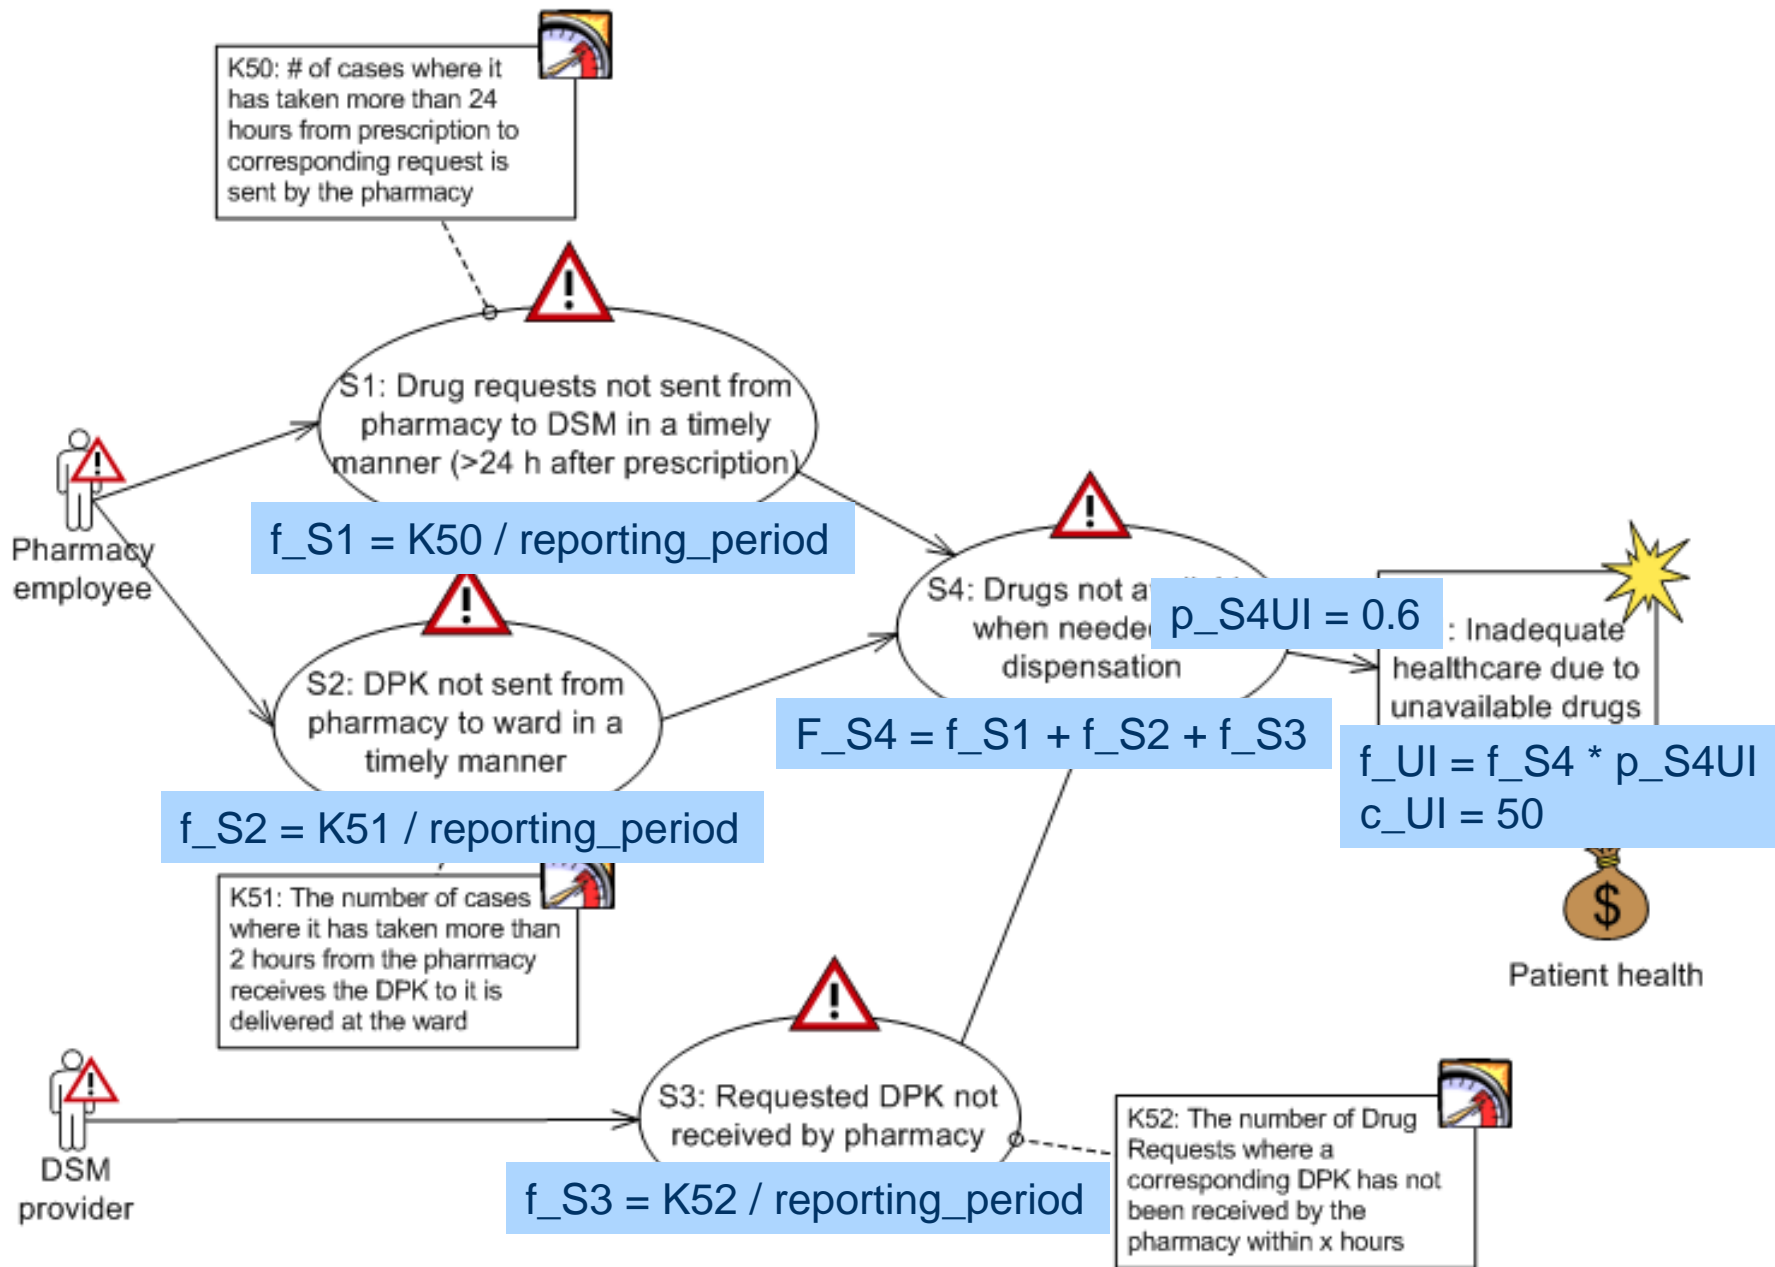 K50: # of cases where it
has taken more than 24
hours from prescription to
corresponding request is
sent by the pharmacy
S1: Drug requests not sent from
pharmacy to DSM in a timely
manner (>24 h after prescription)
f_S1 = K50 / reporting_period
Pharmacy
employee
S4: Drugs not
when
dispensation
p_S4UI = 0.6
: Inadequate
healthcare due to
unavailable drugs
S2: DPK not sent from
pharmacy to ward in a
timely manner
F_S4 = f_S1 + f_S2 + f_S3
f_UI = f_S4 * p_S4UI
c_UI = 50
f_S2 = K51 / reporting_period
K51: The number of cases
where it has taken more than
2 hours from the pharmacy
receives the DPK to it is
delivered at the ward
$
Patient health
S3: Requested DPK not
received by pharmacy
DSM
provider
f_S3 = K52 / reporting_period
K52: The number of Drug
Requests where a
corresponding DPK has not
been received by the
pharmacy within x hours